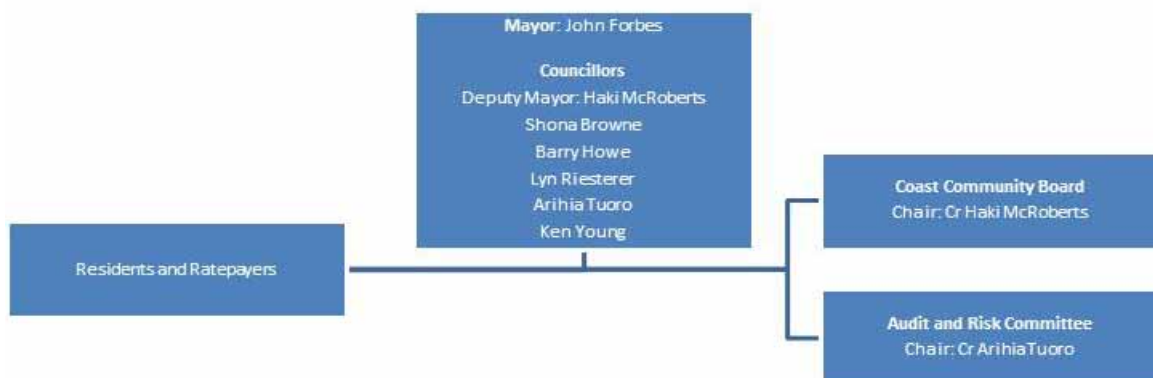 Mayor: John Forbes
Councillors
Deputy Mayor: Haki McRoberts
Shona Browne
Barry Howe
Lyn Riesterer
Arihia Tuoro
Ken Young
Residents and Ratepayers
Coast Community Board
Chair: Cr Haki McRoberts
Audit and Risk Committee
Chair: Cr Arihia Tuoro